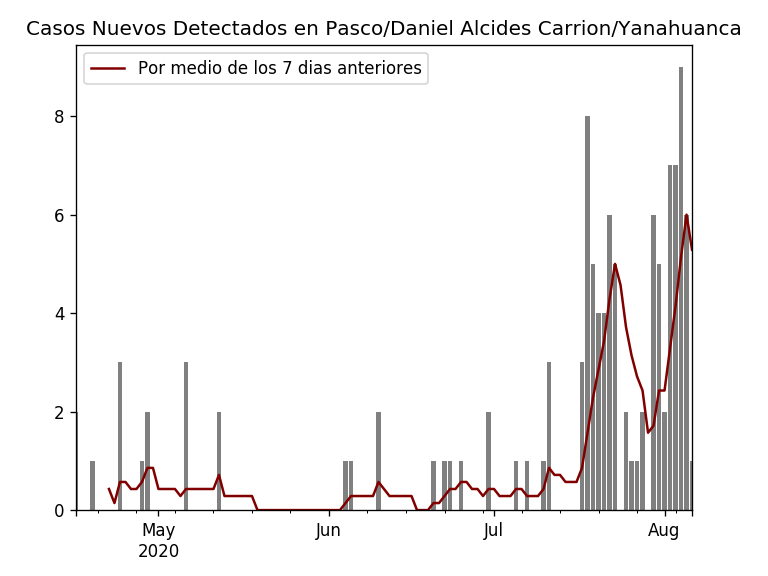 Casos Nuevos Detectados en Pasco/Daniel Alcides Carrion/Yanahuanca
Por medio de los 7 dias anteriores
8
6
4
2
0
May
2020
Jun
Jul
Aug